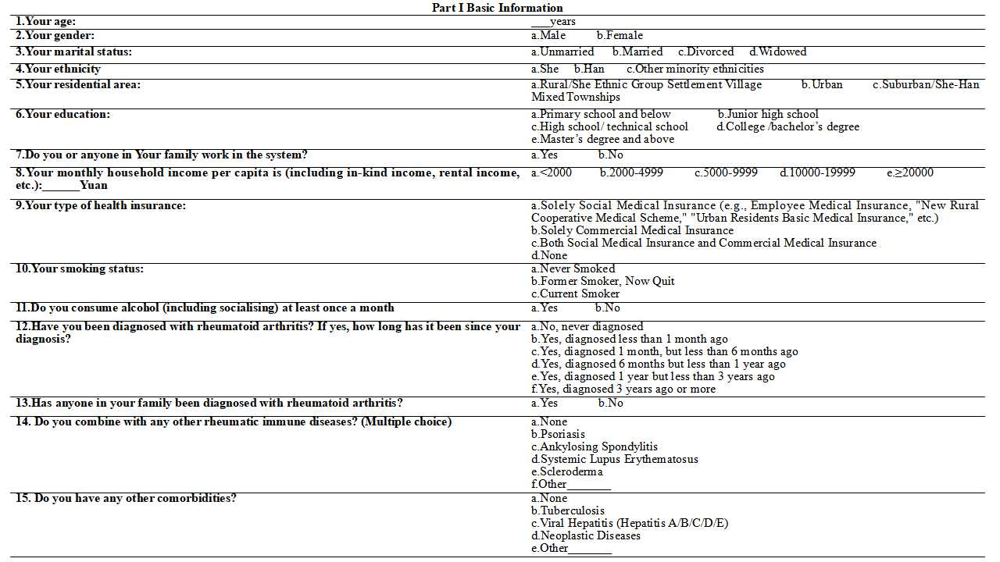 Part I Basic Information
1.Your age: ___years
2.Your gender: a.Male b.Female
3.Your marital status: a.Unmarried b.Married c.Divorced d.Widowed
4.Your ethnicity a.She b.Han c.Other minority ethnicities
5.Your residential area: a.Rural/She Ethnic Group Settlement Village b.Urban c.Suburban/She-Han
Mixed Townships
6.Your education: a.Primary school and below b.Junior high school
c.High school/ technical school d.College /bachelor's degree
e.Master's degree and above
7.Do you or anyone in Your family work in the system? a.Yes b.No
8.Your monthly household income per capita is (including in-kind income, rental income, a.<2000 b.2000-4999 c.5000-9999 d.10000-19999 e.≥20000
etc.):______Yuan
9.Your type of health insurance: a.Solely Social Medical Insurance (e.g., Employee Medical Insurance, "New Rural
Cooperative Medical Scheme," "Urban Residents Basic Medical Insurance," etc.)
b.Solely Commercial Medical Insurance
c.Both Social Medical Insurance and Commercial Medical Insurance
d.None
10.Your smoking status: a.Never Smoked
b.Former Smoker, Now Quit
c.Current Smoker
11.Do you consume alcohol (including socialising) at least once a month a.Yes b.No
12.Have you been diagnosed with rheumatoid arthritis? If yes, how long has it been since your a.No, never diagnosed
diagnosis? b.Yes, diagnosed less than 1 month ago
c.Yes, diagnosed 1 month, but less than 6 months ago
d.Yes, diagnosed 6 months but less than 1 year ago
e.Yes, diagnosed 1 year but less than 3 years ago
f.Yes, diagnosed 3 years ago or more
13.Has anyone in your family been diagnosed with rheumatoid arthritis? a.Yes b.No
14. Do you combine with any other rheumatic immune diseases? (Multiple choice) a.None
b.Psoriasis
c.Ankylosing Spondylitis
d.Systemic Lupus Erythematosus
e.Scleroderma
f.Other_______
15. Do you have any other comorbidities? a.None
b.Tuberculosis
c.Viral Hepatitis (Hepatitis A/B/C/D/E)
d.Neoplastic Diseases
e.Other_______